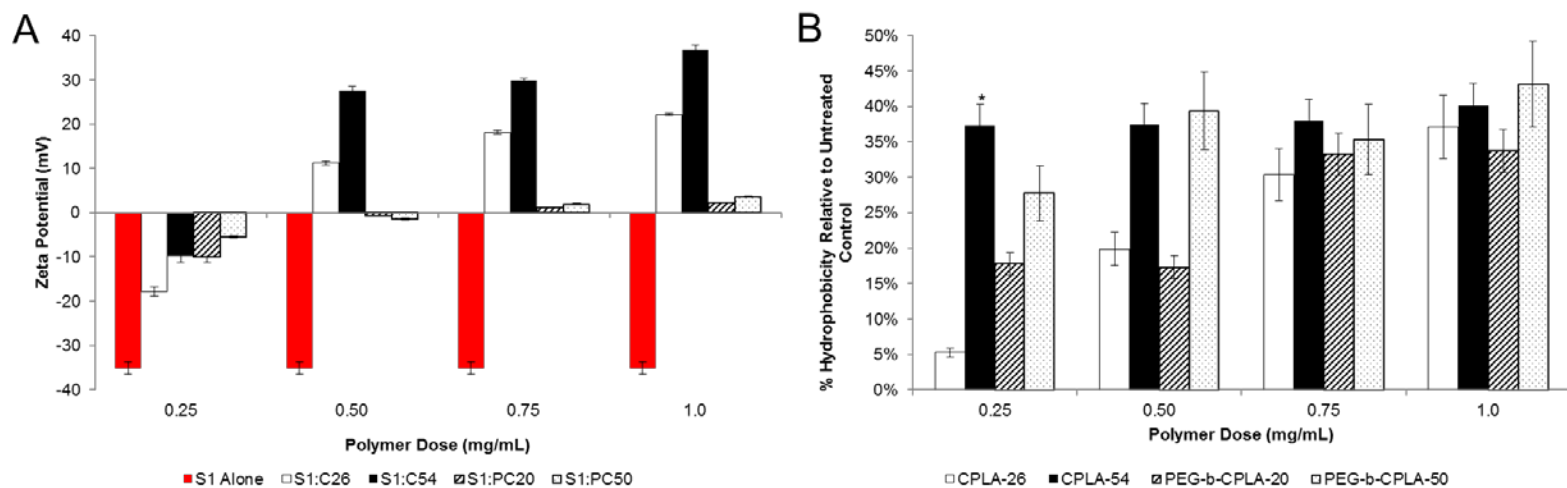 A
Zeta Potential (mV)
40
30
20
10
0
-10
-20
-30
-40
0.25 0.50 0.75 1.0
Polymer Dose (mg/mL)
S1 Alone S1:C26 S1:C54 S1:PC20 S1:PC50
B
% Hydrophobicity Relative to Untreated
Control
50%
45%
40%
35%
30%
25%
20%
15%
10%
5%
0%
*
0.25 0.50 0.75 1.0
Polymer Dose (mg/mL)
CPLA-26 CPLA-54 PEG-b-CPLA-20 PEG-b-CPLA-50